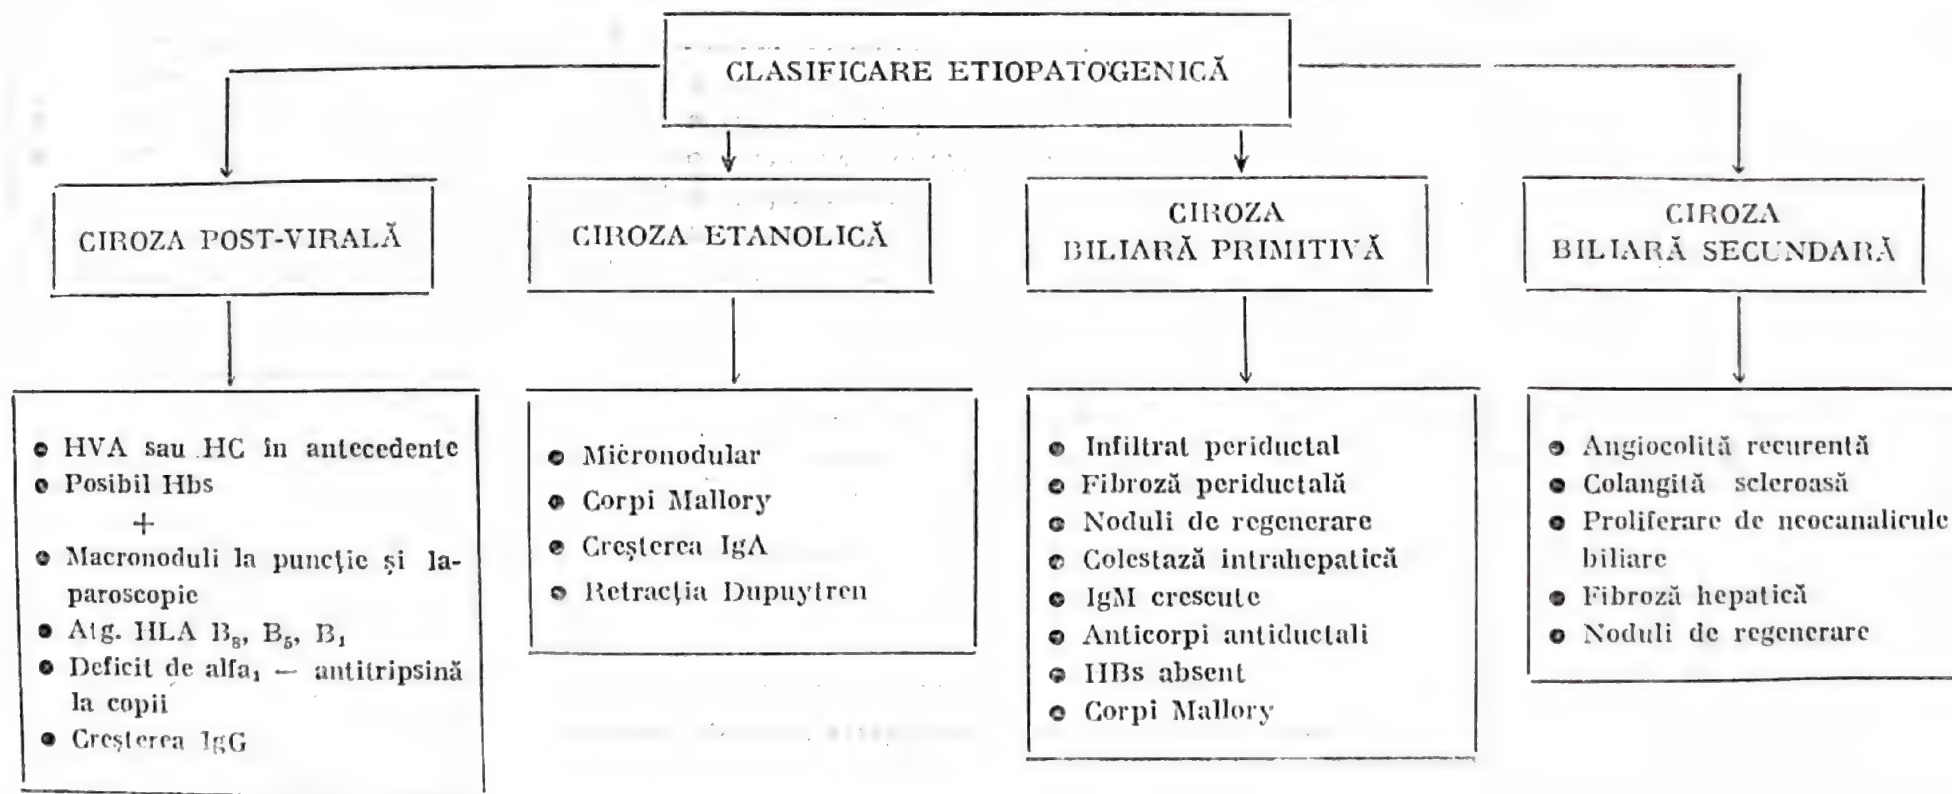 CLASIFICARE ETIOPATOGENICĂ
CIROZA POST-VIRALĂ
CIROZA ETANOLICĂ
CIROZA
BILIARĂ PRIMITIVĂ
CIROZA
BILIARĂ SECUNDARĂ
● HVA sau HC în antecedente
● Posibil Hbs
+
● Macronoduli la puncție și la-
paroscopie
● Atg. HLA B₈, B₅, B₁
● Deficit de alfa₁ — antitripsină
la copii
● Creșterea IgG
● Micronodular
● Corpi Mallory
● Creșterea IgA
● Retracția Dupuytren
● Infiltrat periductal
● Fibroză periductală
● Noduli de regenerare
● Colestază intrahepatică
● IgM crescute
● Anticorpi antiductali
● HBs absent
● Corpi Mallory
● Angiocolită recurentă
● Colangită scleroasă
● Proliferare de neocanalicule
biliare
● Fibroză hepatică
● Noduli de regenerare